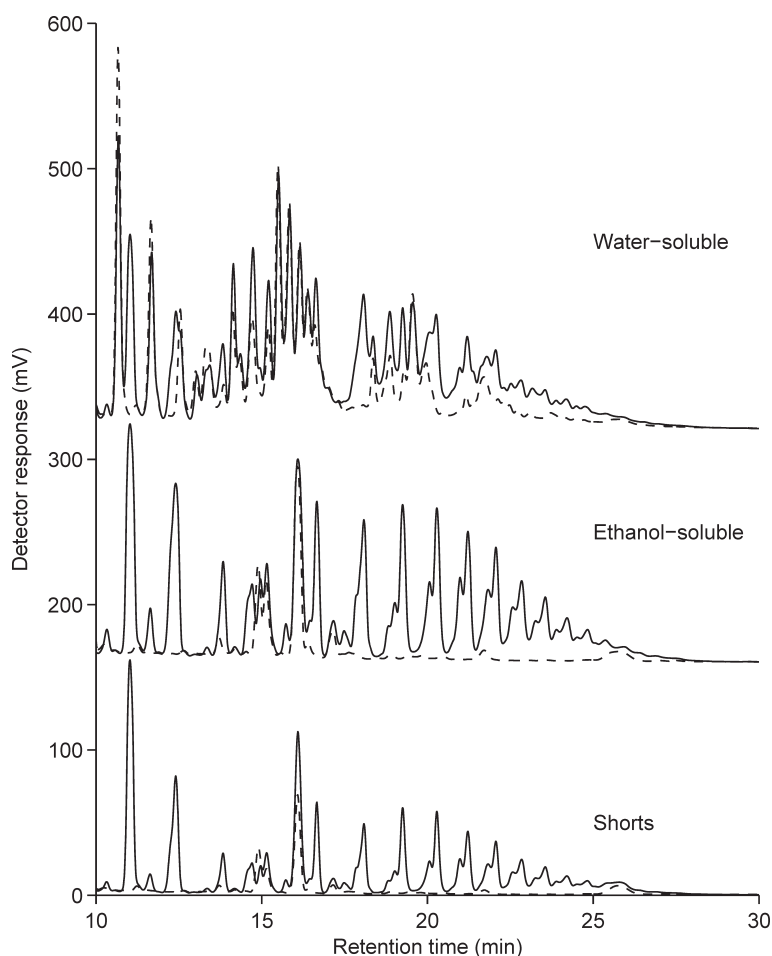 600
500
400
300
200
100
0
Detector response (mV)
Water−soluble
Ethanol−soluble
Shorts
10
15
20
25
30
Retention time (min)